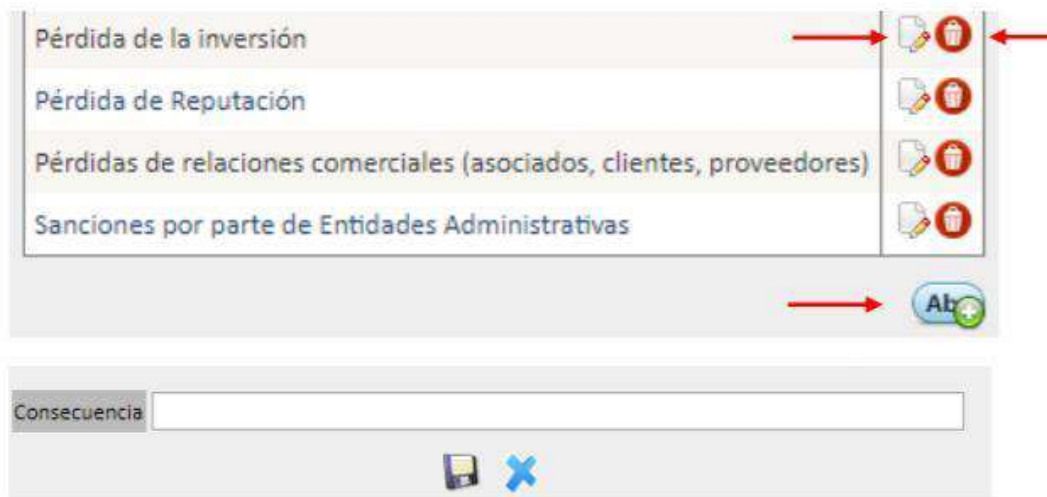 Pérdida de la inversión
Pérdida de Reputación
Pérdidas de relaciones comerciales (asociados, clientes, proveedores)
Sanciones por parte de Entidades Administrativas
Ab
Consecuencia